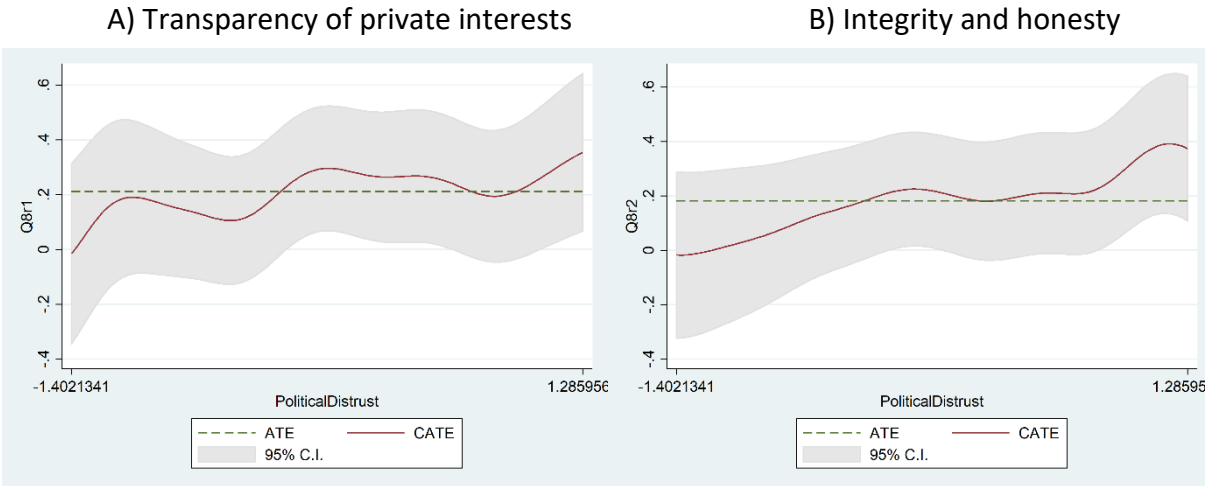 A) Transparency of private interests
B) Integrity and honesty
.6
.4
.2
0
-.2
-.4
Q8r1
-1.4021341
1.285956
PoliticalDistrust
ATE
CATE
95% C.I.
.6
.4
.2
0
-.2
-.4
Q8r2
-1.4021341
1.28595
PoliticalDistrust
ATE
CATE
95% C.I.